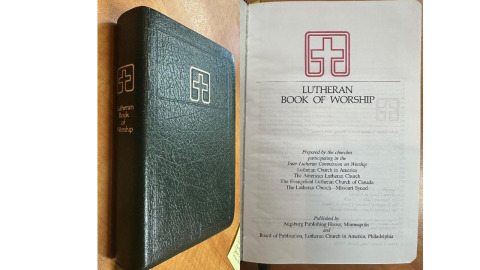 Lutheran
Book
of
Worship
LUTHERAN
BOOK OF WORSHIP
Prepared by the churches
participating in the
Inter-Lutheran Commission on Worship
Lutheran Church in America
The American Lutheran Church
The Evangelical Lutheran Church of Canada
The Lutheran Church—Missouri Synod
Published by
Augsburg Publishing House, Minneapolis
and
Board of Publication, Lutheran Church in America, Philadelphia